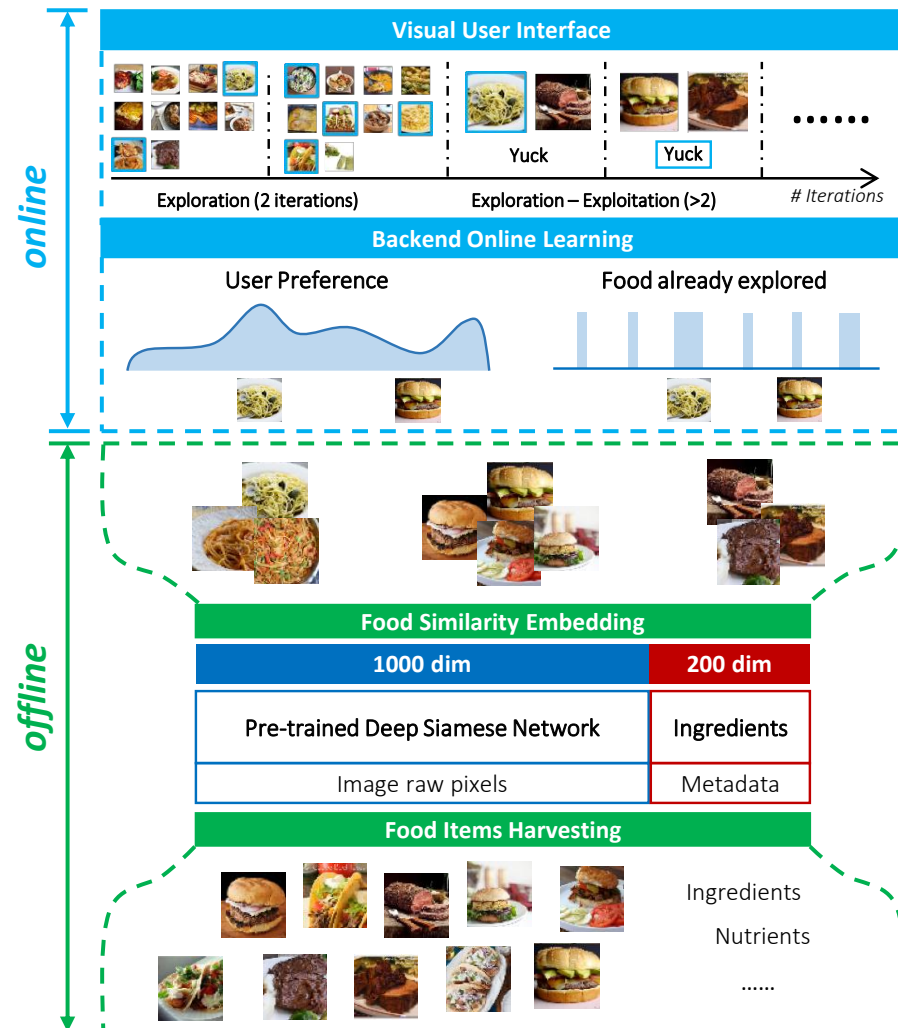 Visual User Interface
Yuck
Yuck
......
Exploration (2 iterations)
Exploration – Exploitation (>2)
# Iterations
online
Backend Online Learning
User Preference
Food already explored
offline
Food Similarity Embedding
1000 dim
200 dim
Pre-trained Deep Siamese Network
Ingredients
Image raw pixels
Metadata
Food Items Harvesting
Ingredients
Nutrients
......